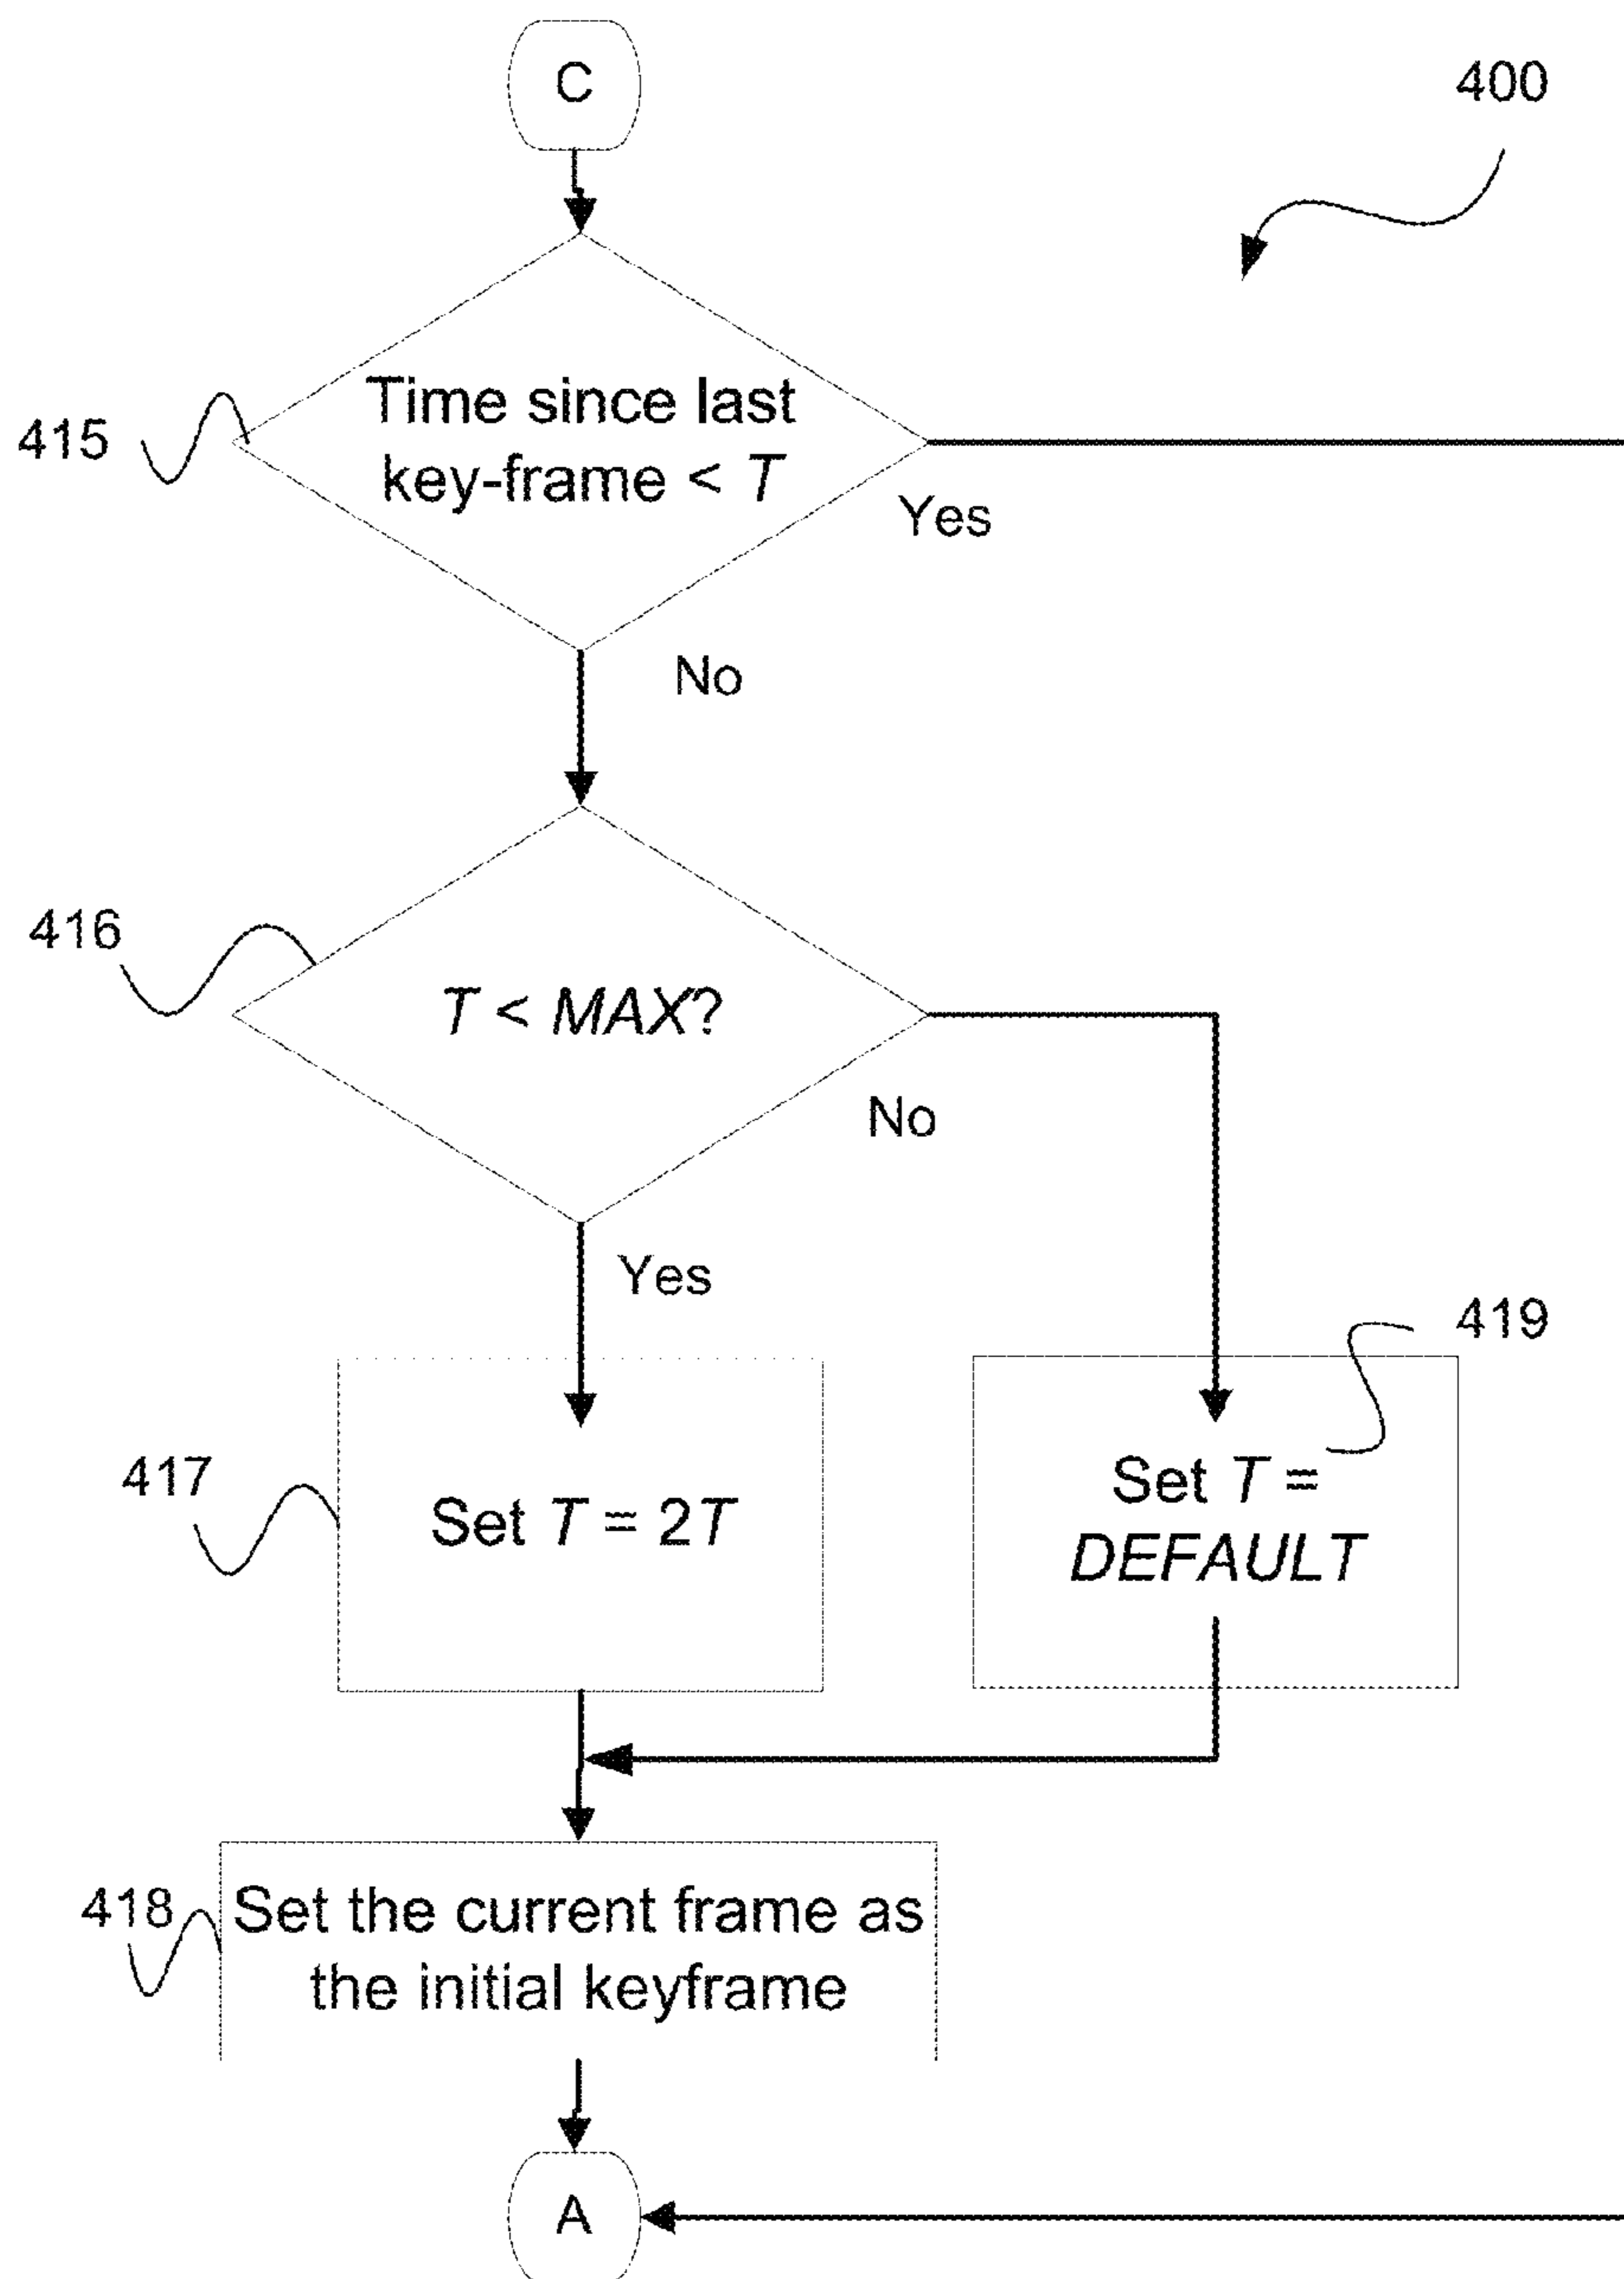 C
400
415
Time since last
key-frame < T
Yes
No
416
T < MAX?
No
Yes
419
417
Set T = 2T
Set T =
DEFAULT
418
Set the current frame as
the initial keyframe
A